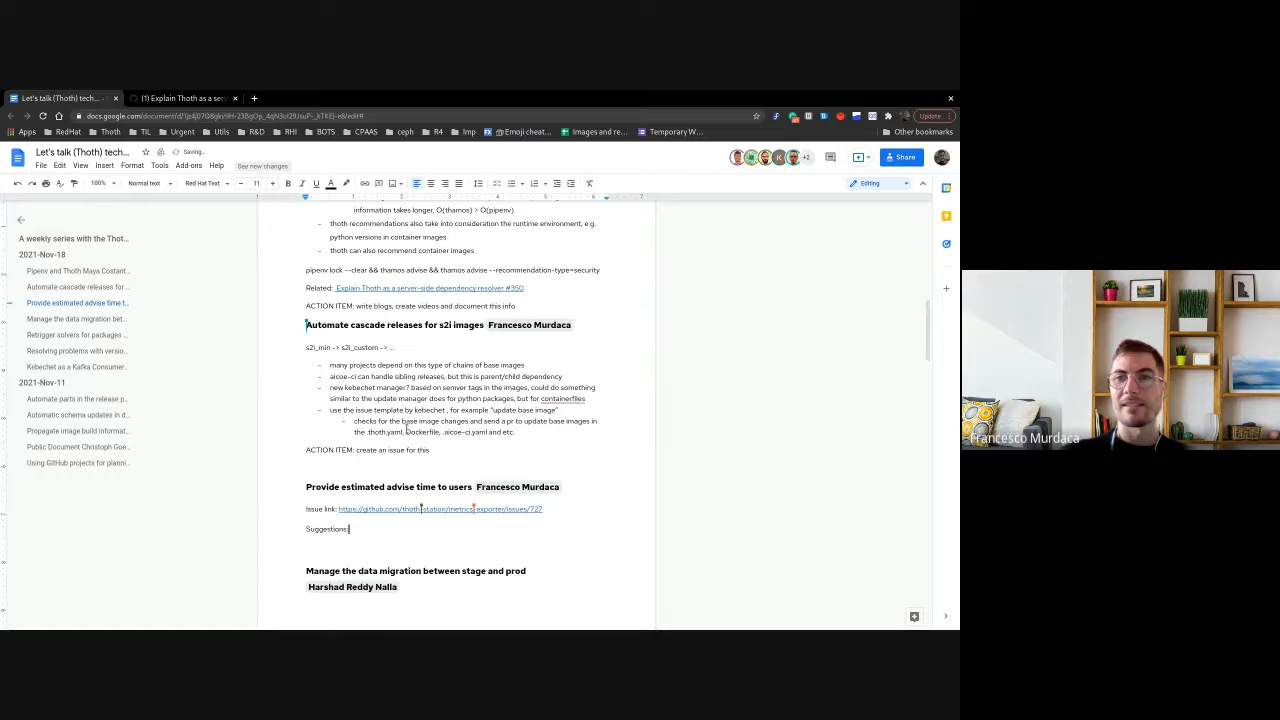 Let's talk (Thoth) tech...
(1) Explain Thoth as a serv
Update
Apps
RedHat
Thoth
TIL
Urgent
Utils
R&D
RHI
BOTS
CPAAS
ceph
R4
Imp
Emoji cheat...
Images and re...
Temporary W...
Other bookmarks
Let's talk (Thoth) tech...
Saving...
+2
Share
File Edit View Insert Format Tools Add-ons Help
See new changes
100%
Normal text
Red Hat Text
11
B I U A
Editing
1 1 2 3 4 5 6 7
A weekly series with the Thot...
2021-Nov-18
Pipenv and Thoth Maya Costant...
Automate cascade releases for ...
Provide estimated advise time t...
Manage the data migration bet...
Retrigger solvers for packages ...
Resolving problems with versio...
Kebechet as a Kafka Consumer...
2021-Nov-11
Automate parts in the release p...
Automatic schema updates in d...
Propagate image build informat...
Public Document Christoph Goe...
Using GitHub projects for planni...
information takes longer, O(thamos) > O(pipenv)
- thoth recommendations also take into consideration the runtime environment, e.g.
python versions in container images
- thoth can also recommend container images
pipenv lock --clear && thamos advise && thamos advise --recommendation-type=security
Related: Explain Thoth as a server-side dependency resolver #350
ACTION ITEM: write blogs, create videos and document this info
Automate cascade releases for s2i images Francesco Murdaca
s2i_min -> s2i_custom -> ...
- many projects depend on this type of chains of base images
- aicoe-ci can handle sibling releases, but this is parent/child dependency
- new kebechet manager? based on semver tags in the images, could do something
similar to the update manager does for python packages, but for containerfiles
- use the issue template by kebechet , for example "update base image"
- checks for the base image changes and send a pr to update base images in
the .thoth.yaml, Dockerfile, .aicoe-ci.yaml and etc.
ACTION ITEM: create an issue for this
Provide estimated advise time to users Francesco Murdaca
Issue link: https://github.com/thoth-station/metrics-exporter/issues/727
Suggestions:
Manage the data migration between stage and prod
Harshad Reddy Nalla
Francesco Murdaca